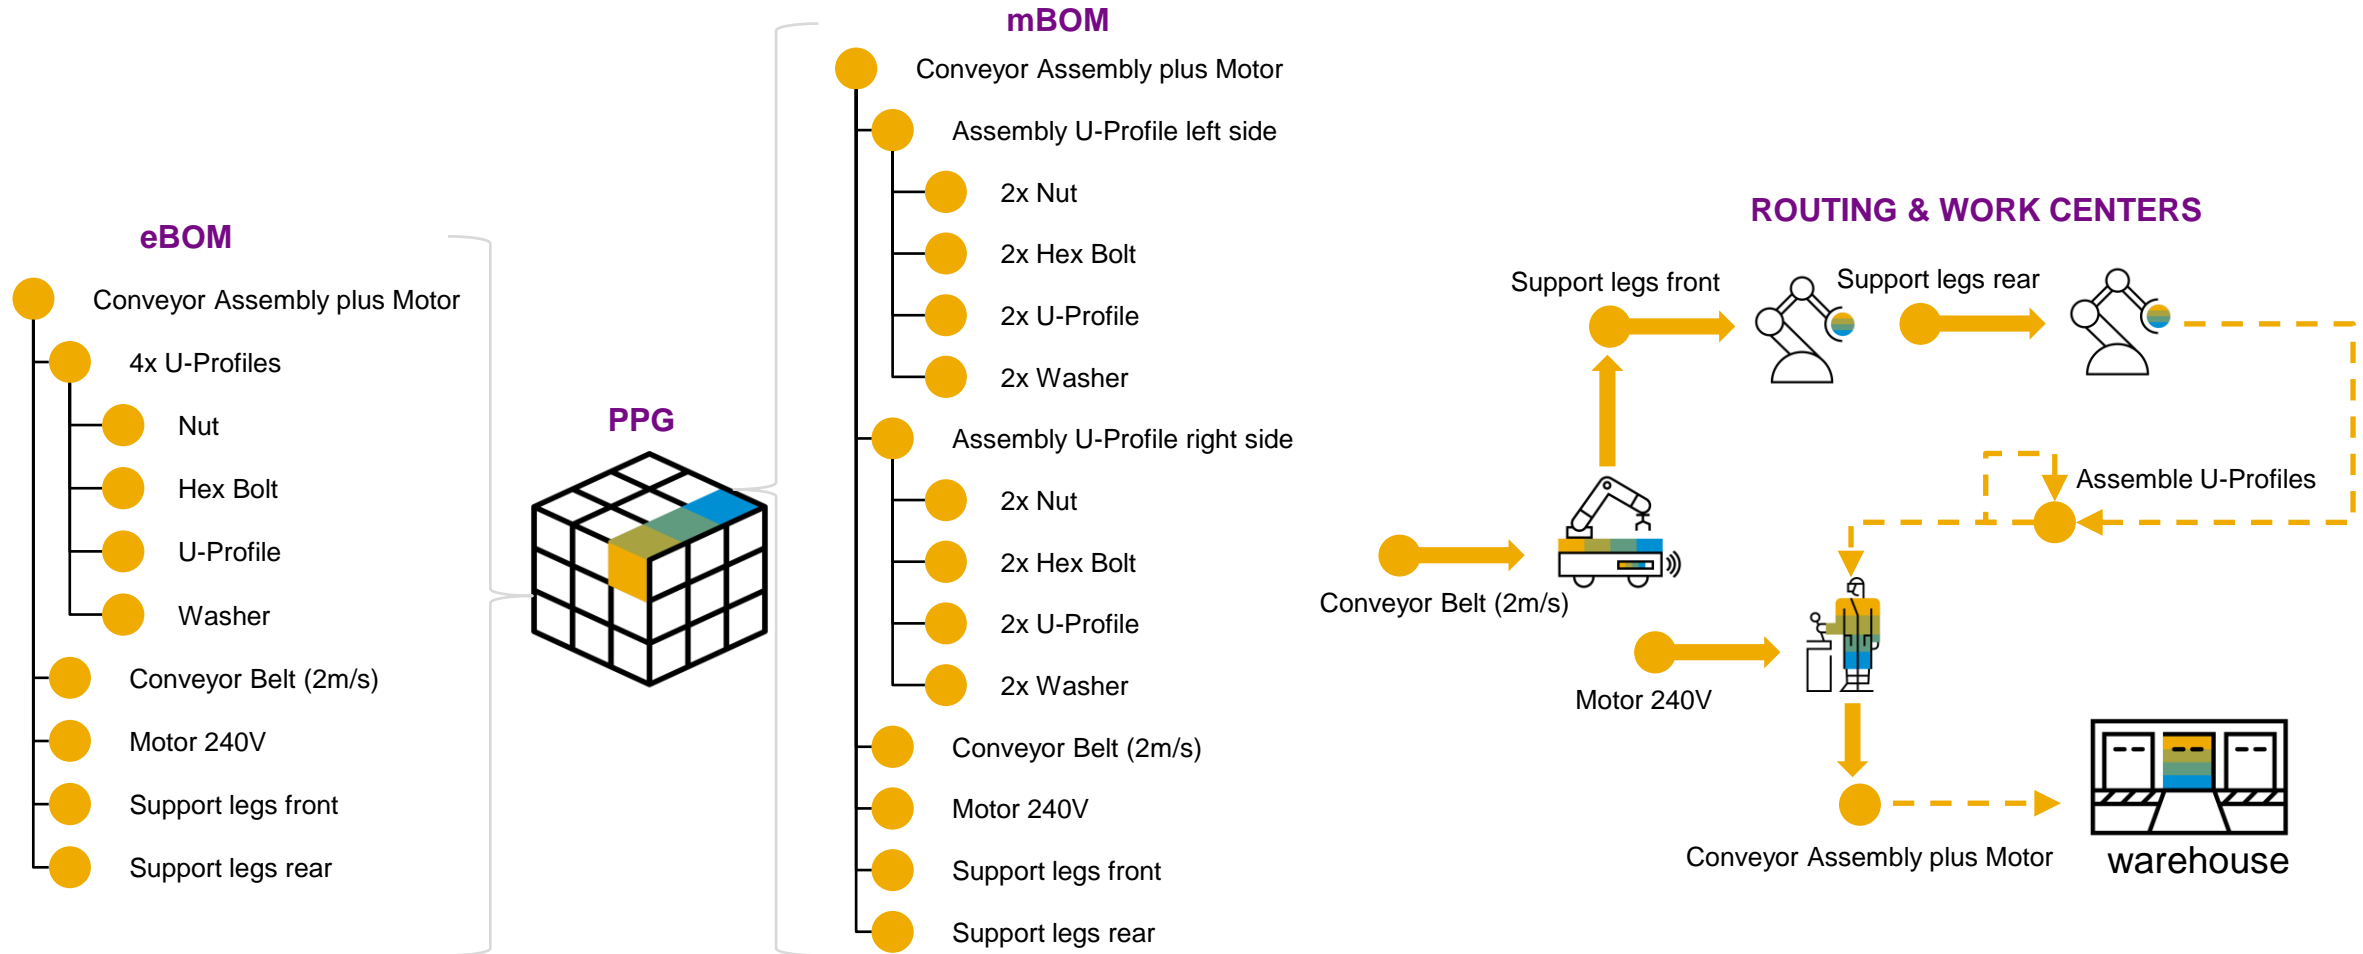 eBOM
Conveyor Assembly plus Motor
4x U-Profiles
Nut
Hex Bolt
U-Profile
Washer
Conveyor Belt (2m/s)
Motor 240V
Support legs front
Support legs rear
PPG
mBOM
Conveyor Assembly plus Motor
Assembly U-Profile left side
2x Nut
2x Hex Bolt
2x U-Profile
2x Washer
Assembly U-Profile right side
2x Nut
2x Hex Bolt
2x U-Profile
2x Washer
Conveyor Belt (2m/s)
Motor 240V
Support legs front
Support legs rear
ROUTING & WORK CENTERS
Support legs front
Support legs rear
Assemble U-Profiles
Conveyor Belt (2m/s)
Motor 240V
Conveyor Assembly plus Motor
warehouse